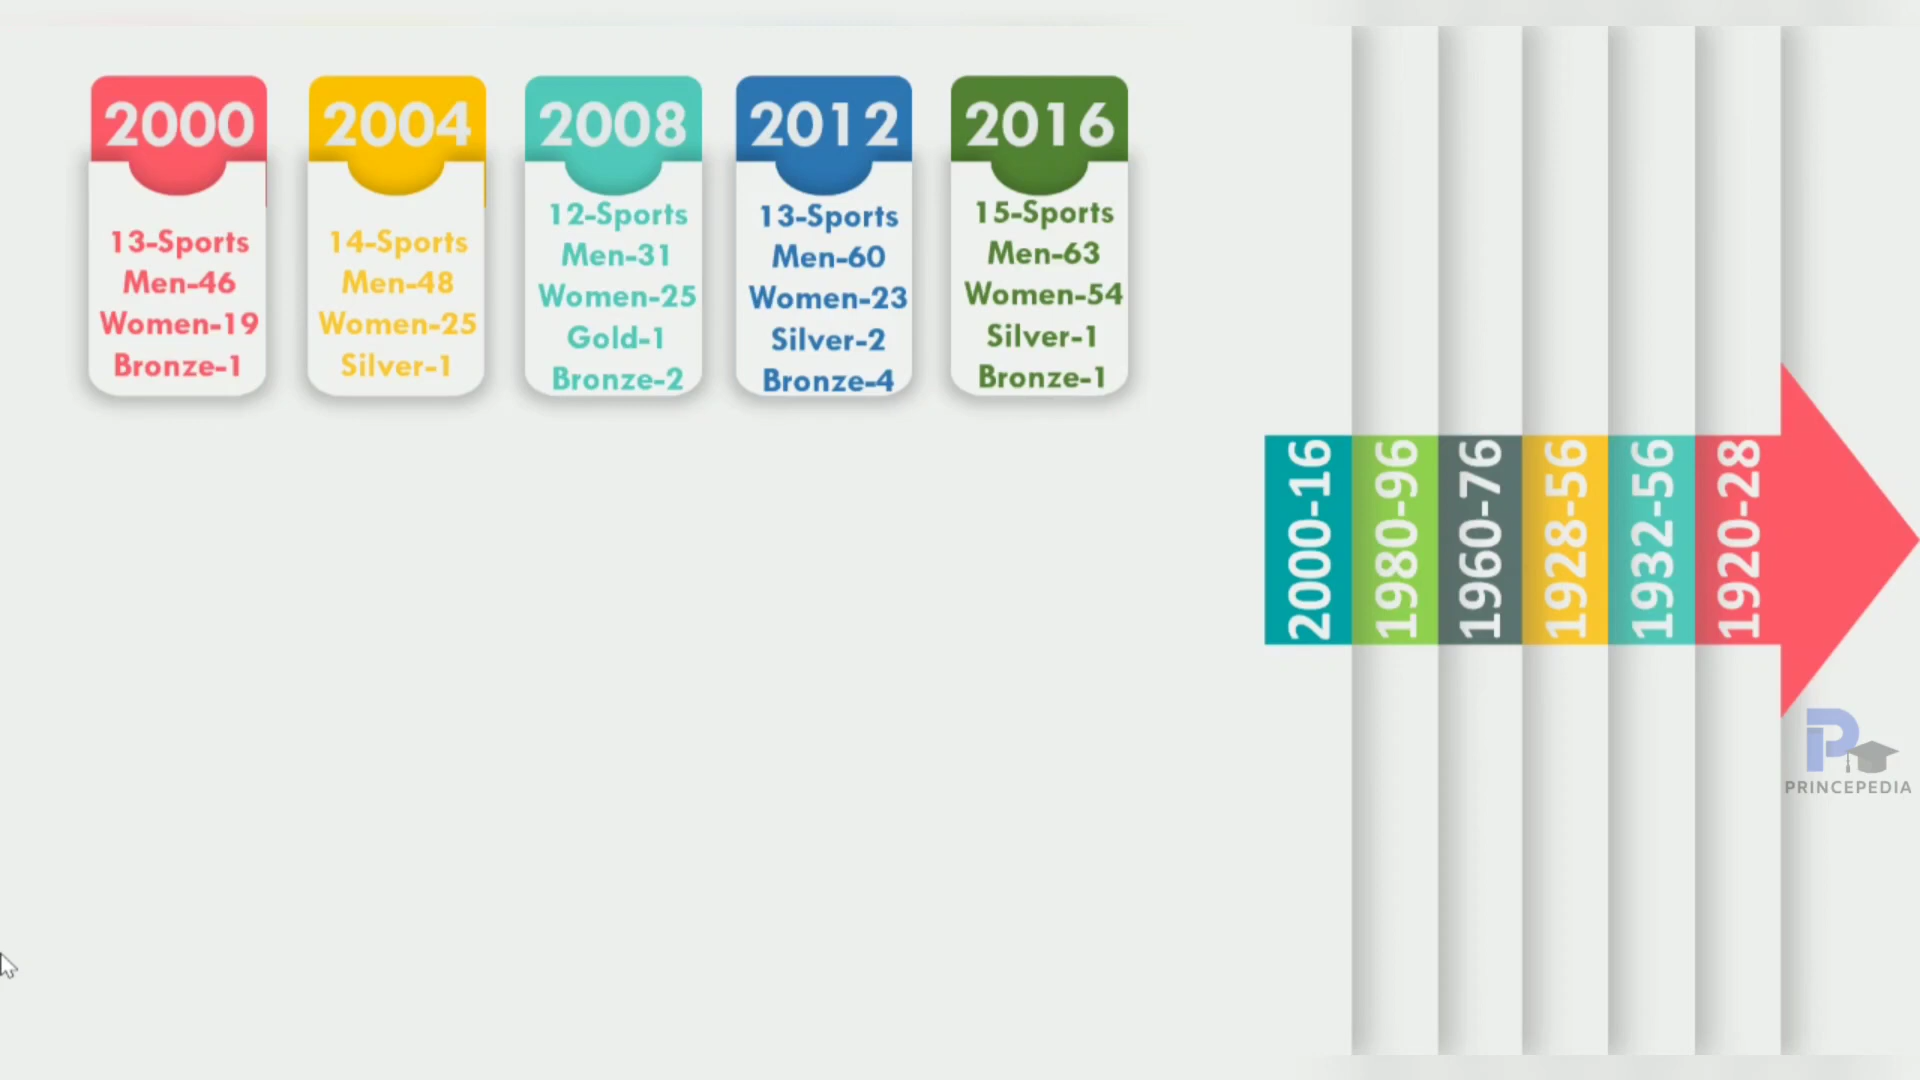 2000
13-Sports
Men-46
Women-19
Bronze-1
2004
14-Sports
Men-48
Women-25
Silver-1
2008
12-Sports
Men-31
Women-25
Gold-1
Bronze-2
2012
13-Sports
Men-60
Women-23
Silver-2
Bronze-4
2016
15-Sports
Men-63
Women-54
Silver-1
Bronze-1
2000-16
1980-96
1960-76
1928-56
1932-56
1920-28
PRINCEPEDIA